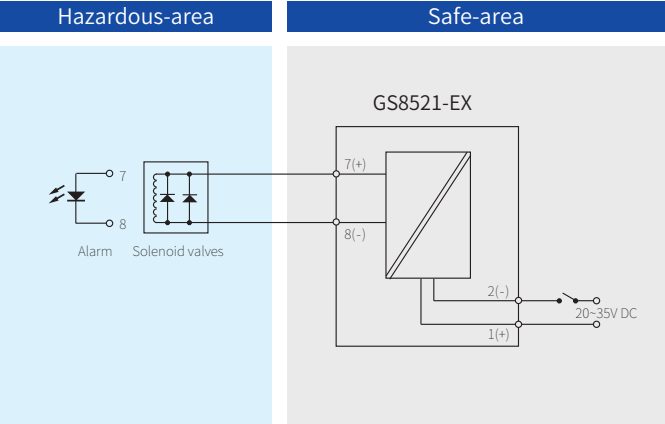 Hazardous-area
Safe-area
GS8521-EX
7(+)
7
8
8(-)
Alarm
Solenoid valves
2(-)
20~35V DC
1(+)